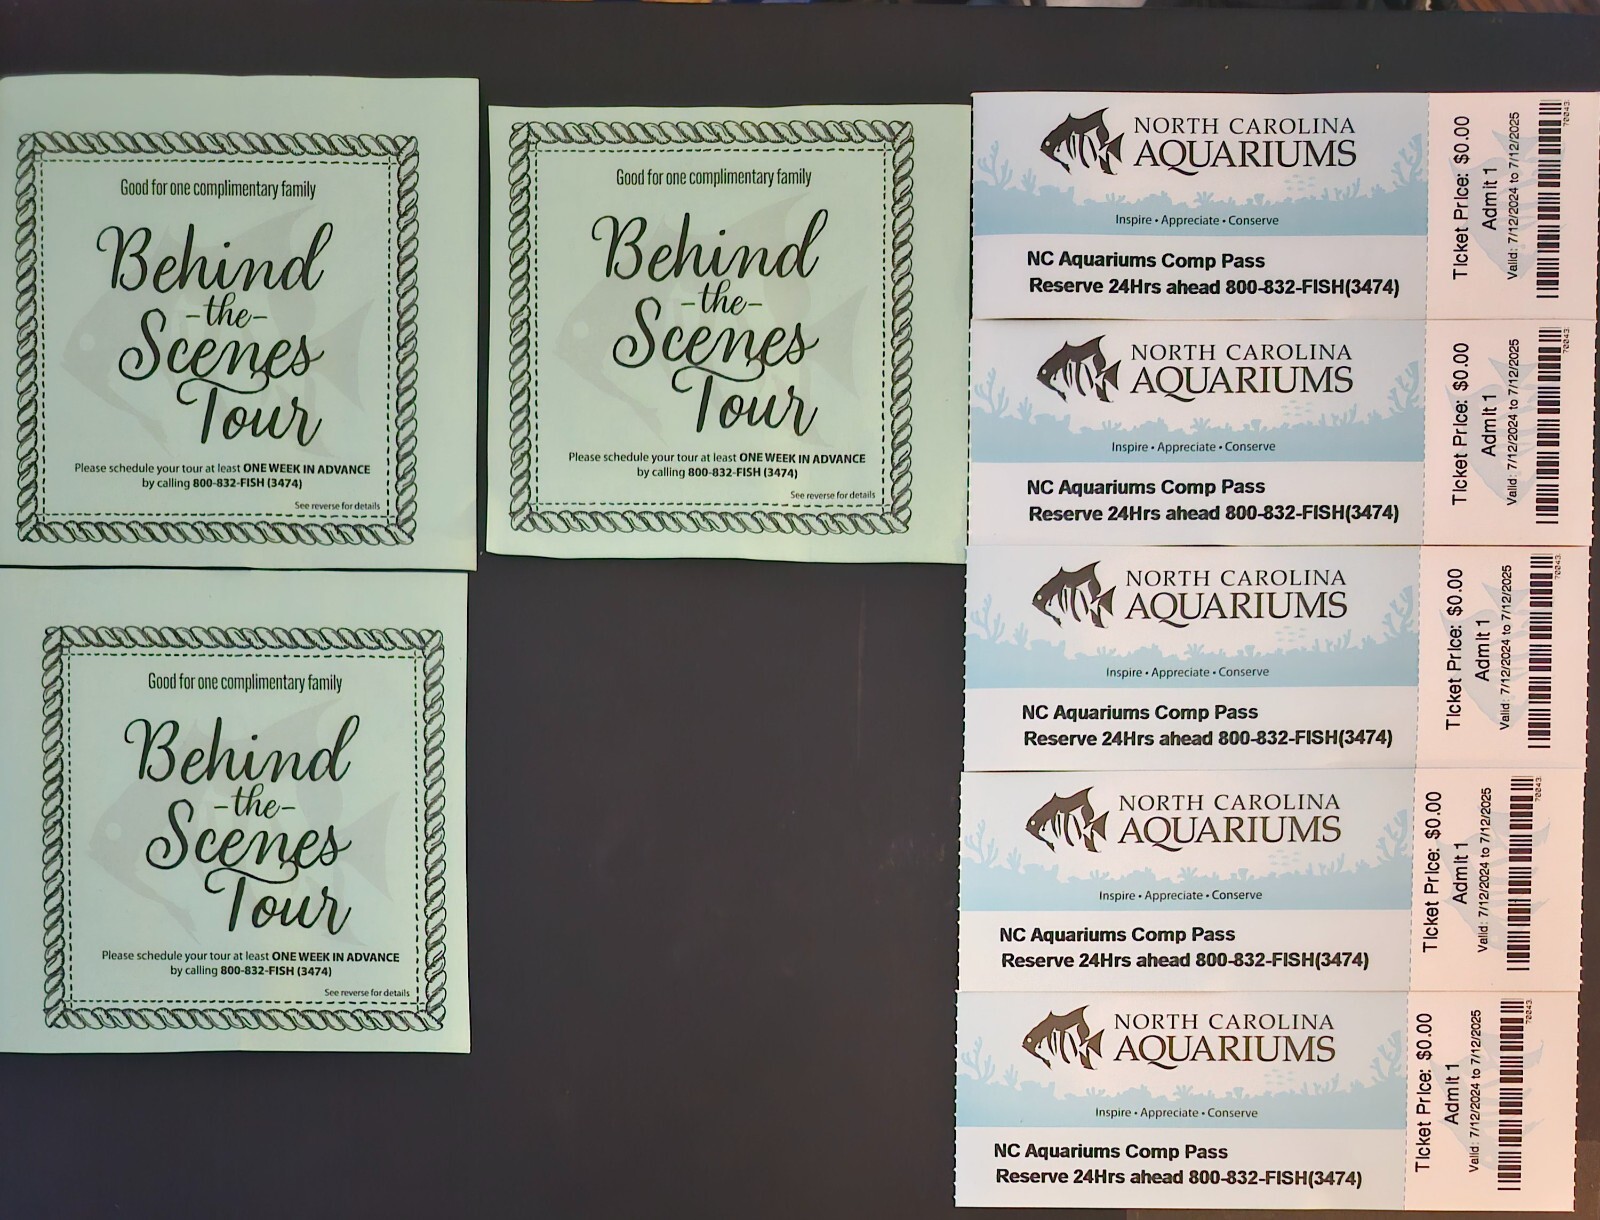 Good for one complimentary family
Behind
-the-
Scenes
Tour
Please schedule your tour at least ONE WEEK IN ADVANCE
by calling 800-832-FISH (3474)
See reverse for details
Good for one complimentary family
Behind
-the-
Scenes
Tour
Please schedule your tour at least ONE WEEK IN ADVANCE
by calling 800-832-FISH (3474)
See reverse for details
Good for one complimentary family
Behind
-the-
Scenes
Tour
Please schedule your tour at least ONE WEEK IN ADVANCE
by calling 800-832-FISH (3474)
See reverse for details
NORTH CAROLINA
AQUARIUMS
Inspire • Appreciate • Conserve
NC Aquariums Comp Pass
Reserve 24Hrs ahead 800-832-FISH(3474)
Ticket Price: $0.00
Admit 1
Valid: 7/12/2024 to 7/12/2025
70043
NORTH CAROLINA
AQUARIUMS
Inspire • Appreciate • Conserve
NC Aquariums Comp Pass
Reserve 24Hrs ahead 800-832-FISH(3474)
Ticket Price: $0.00
Admit 1
Valid: 7/12/2024 to 7/12/2025
70043
NORTH CAROLINA
AQUARIUMS
Inspire • Appreciate • Conserve
NC Aquariums Comp Pass
Reserve 24Hrs ahead 800-832-FISH(3474)
Ticket Price: $0.00
Admit 1
Valid: 7/12/2024 to 7/12/2025
70043
NORTH CAROLINA
AQUARIUMS
Inspire • Appreciate • Conserve
NC Aquariums Comp Pass
Reserve 24Hrs ahead 800-832-FISH(3474)
Ticket Price: $0.00
Admit 1
Valid: 7/12/2024 to 7/12/2025
70043
NORTH CAROLINA
AQUARIUMS
Inspire • Appreciate • Conserve
NC Aquariums Comp Pass
Reserve 24Hrs ahead 800-832-FISH(3474)
Ticket Price: $0.00
Admit 1
Valid: 7/12/2024 to 7/12/2025
70043